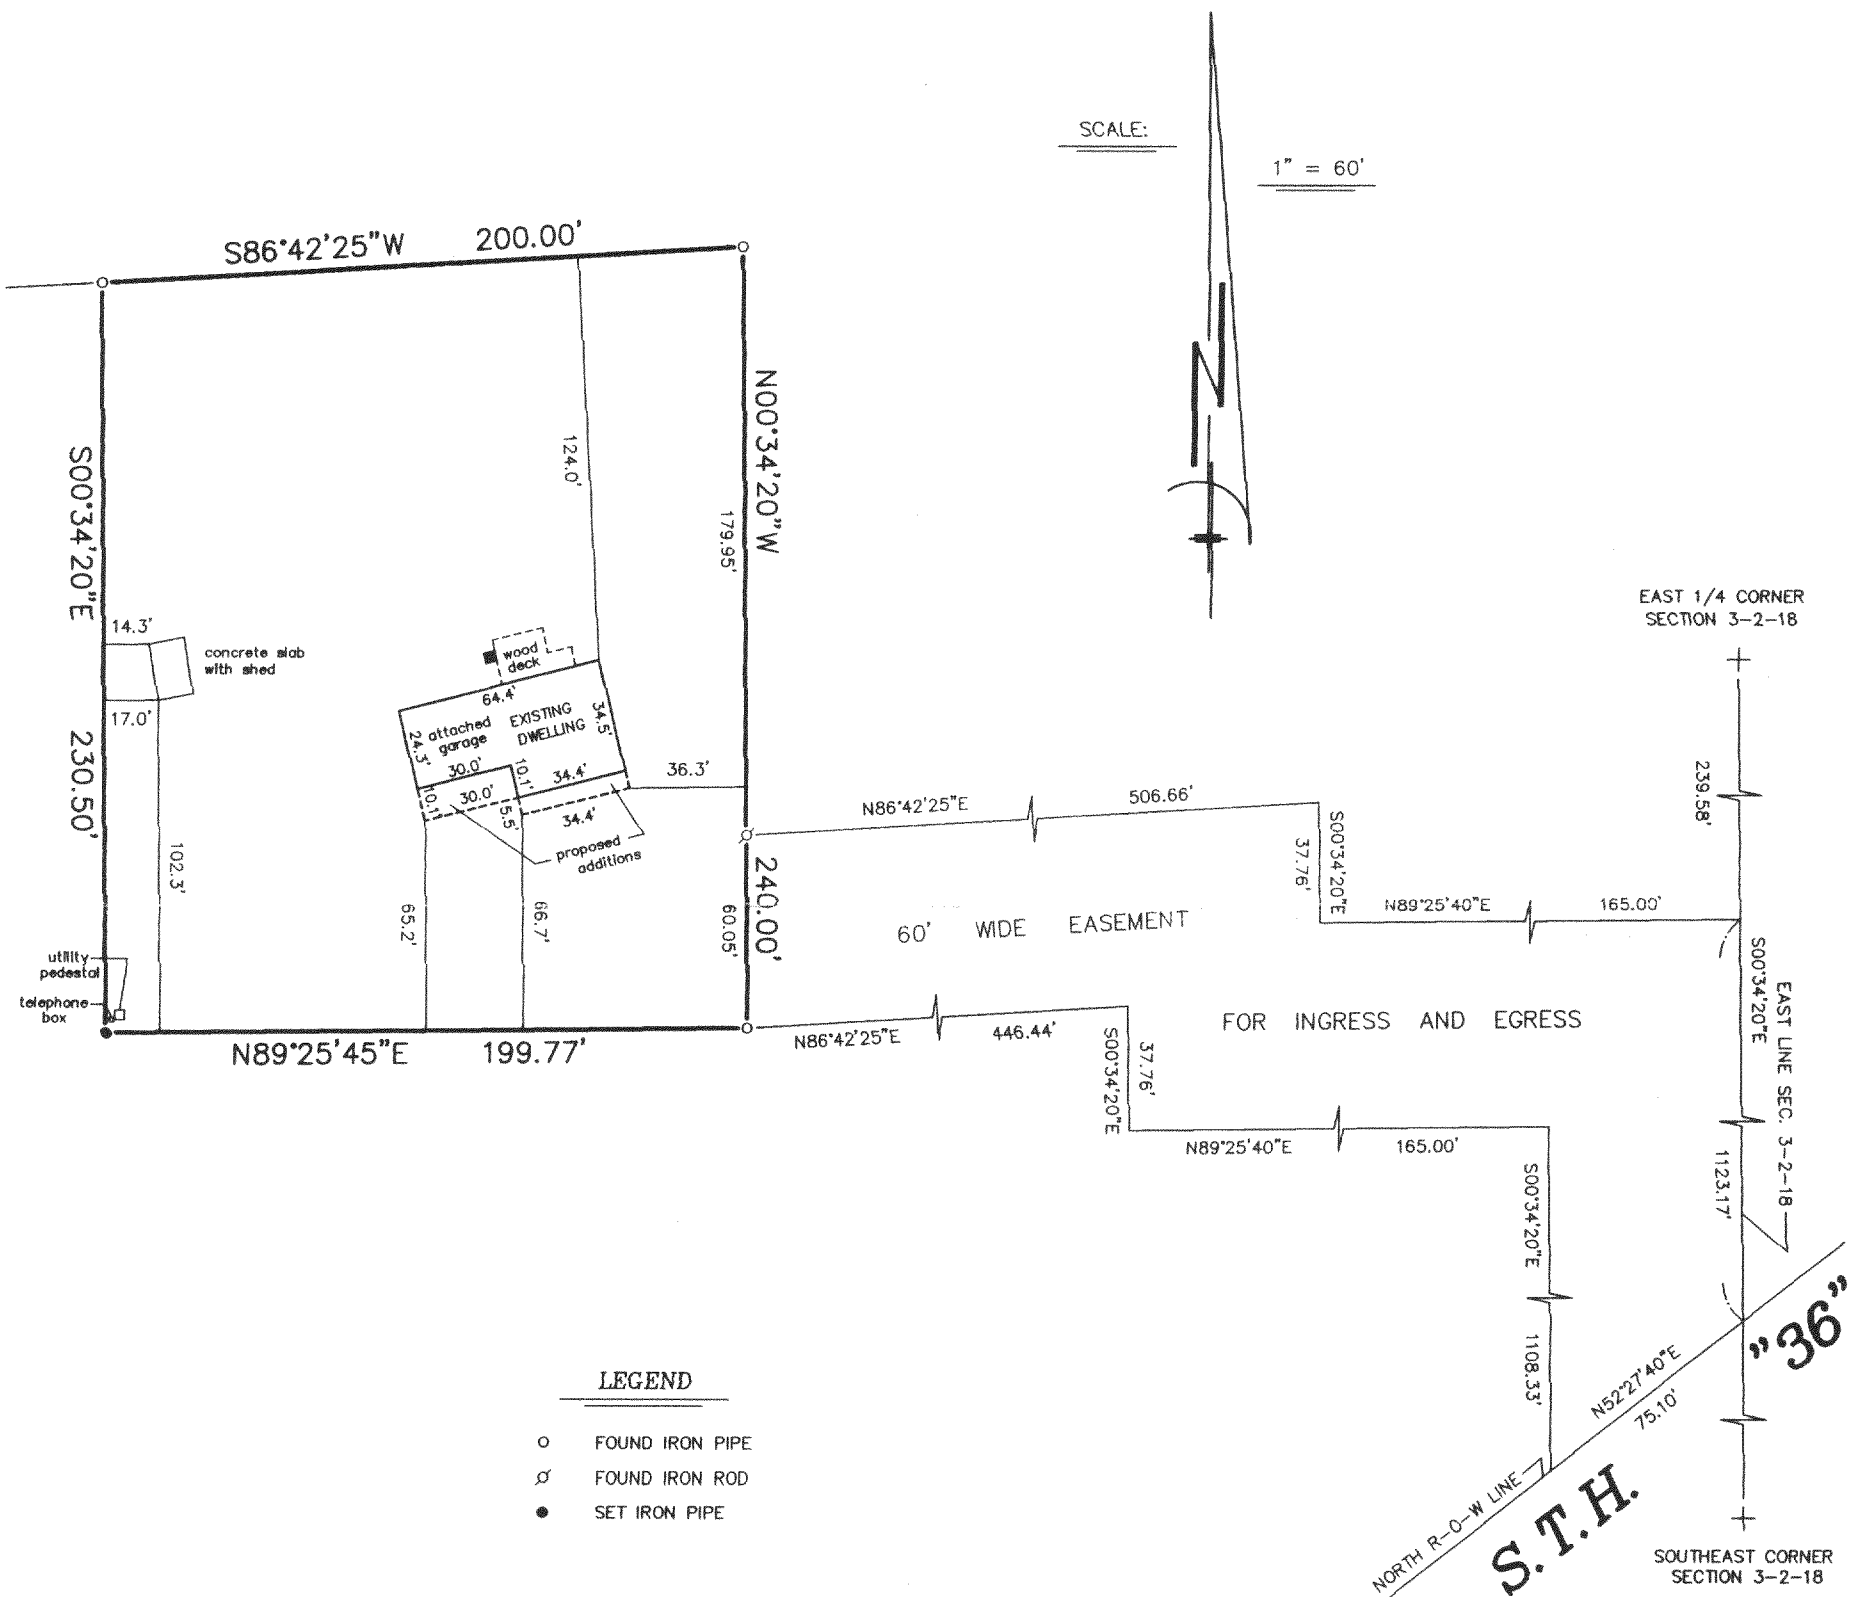 SCALE:
1" = 60'
S86°42'25"W 200.00'
N00°34'20"W 240.00'
S00°34'20"E 230.50'
124.0'
179.95'
14.3'
concrete slab
with shed
17.0'
wood
deck
64.4'
attached
garage
EXISTING
DWELLING
34.5'
24.3'
30.0'
10.1'
34.4'
10.1'
30.0'
5.5'
34.4'
36.3'
proposed
additions
102.3'
65.2'
66.7'
60.05'
utility
pedestal
telephone
box
N89°25'45"E 199.77'
EAST 1/4 CORNER
SECTION 3-2-18
239.58'
N86°42'25"E 506.66'
S00°34'20"E
37.76'
N89°25'40"E 165.00'
60' WIDE EASEMENT
FOR INGRESS AND EGRESS
N86°42'25"E 446.44'
S00°34'20"E
37.76'
N89°25'40"E 165.00'
S00°34'20"E
EAST LINE SEC. 3-2-18
1123.17'
S00°34'20"E
1108.33'
N52°27'40"E
75.10'
NORTH R-O-W LINE
S.T.H. "36"
SOUTHEAST CORNER
SECTION 3-2-18
LEGEND
FOUND IRON PIPE
FOUND IRON ROD
SET IRON PIPE
N